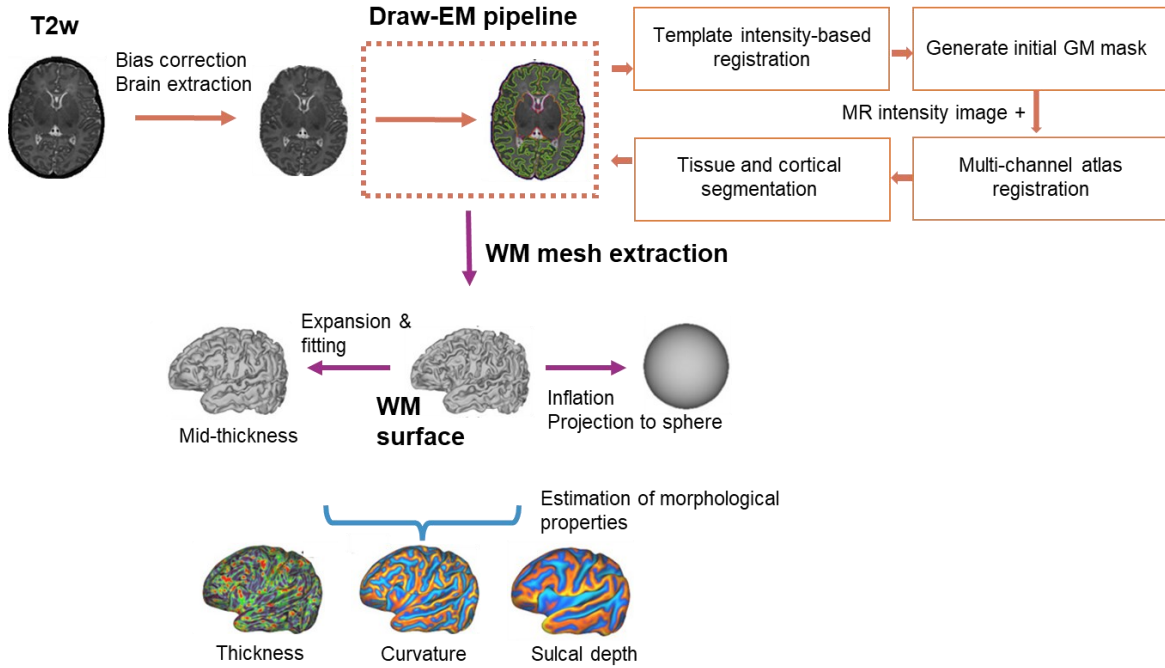 T2w
Bias correction
Brain extraction
Draw-EM pipeline
Template intensity-based
registration
Generate initial GM mask
MR intensity image +
Tissue and cortical
segmentation
Multi-channel atlas
registration
WM mesh extraction
Expansion &
fitting
Mid-thickness
WM
surface
Inflation
Projection to sphere
Estimation of morphological
properties
Thickness
Curvature
Sulcal depth